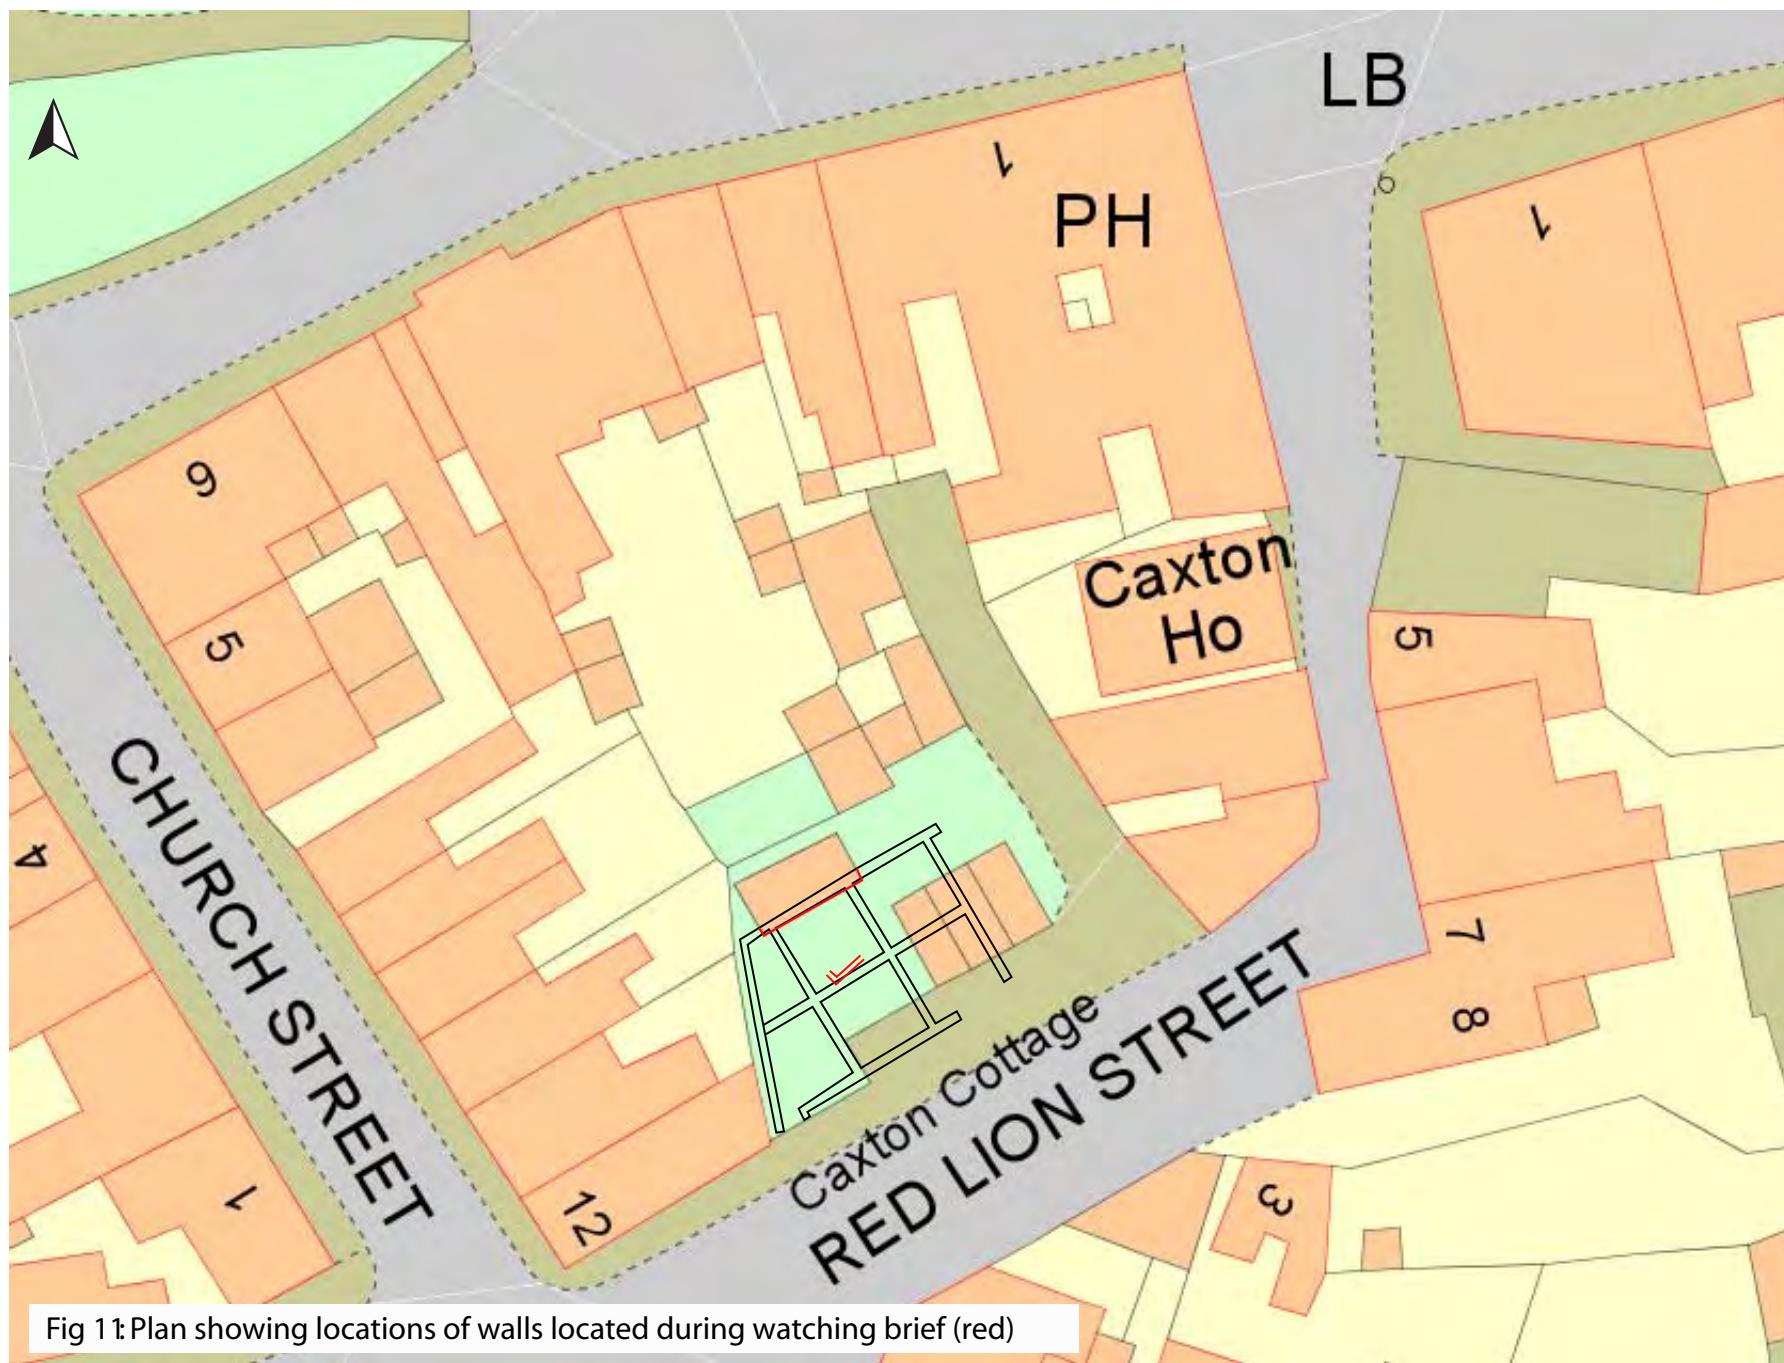 LB
1
PH
1
9
Caxton
Ho
5
5
CHURCH STREET
4
7
8
Caxton Cottage
RED LION STREET
1
12
3
Fig 11: Plan showing locations of walls located during watching brief (red)